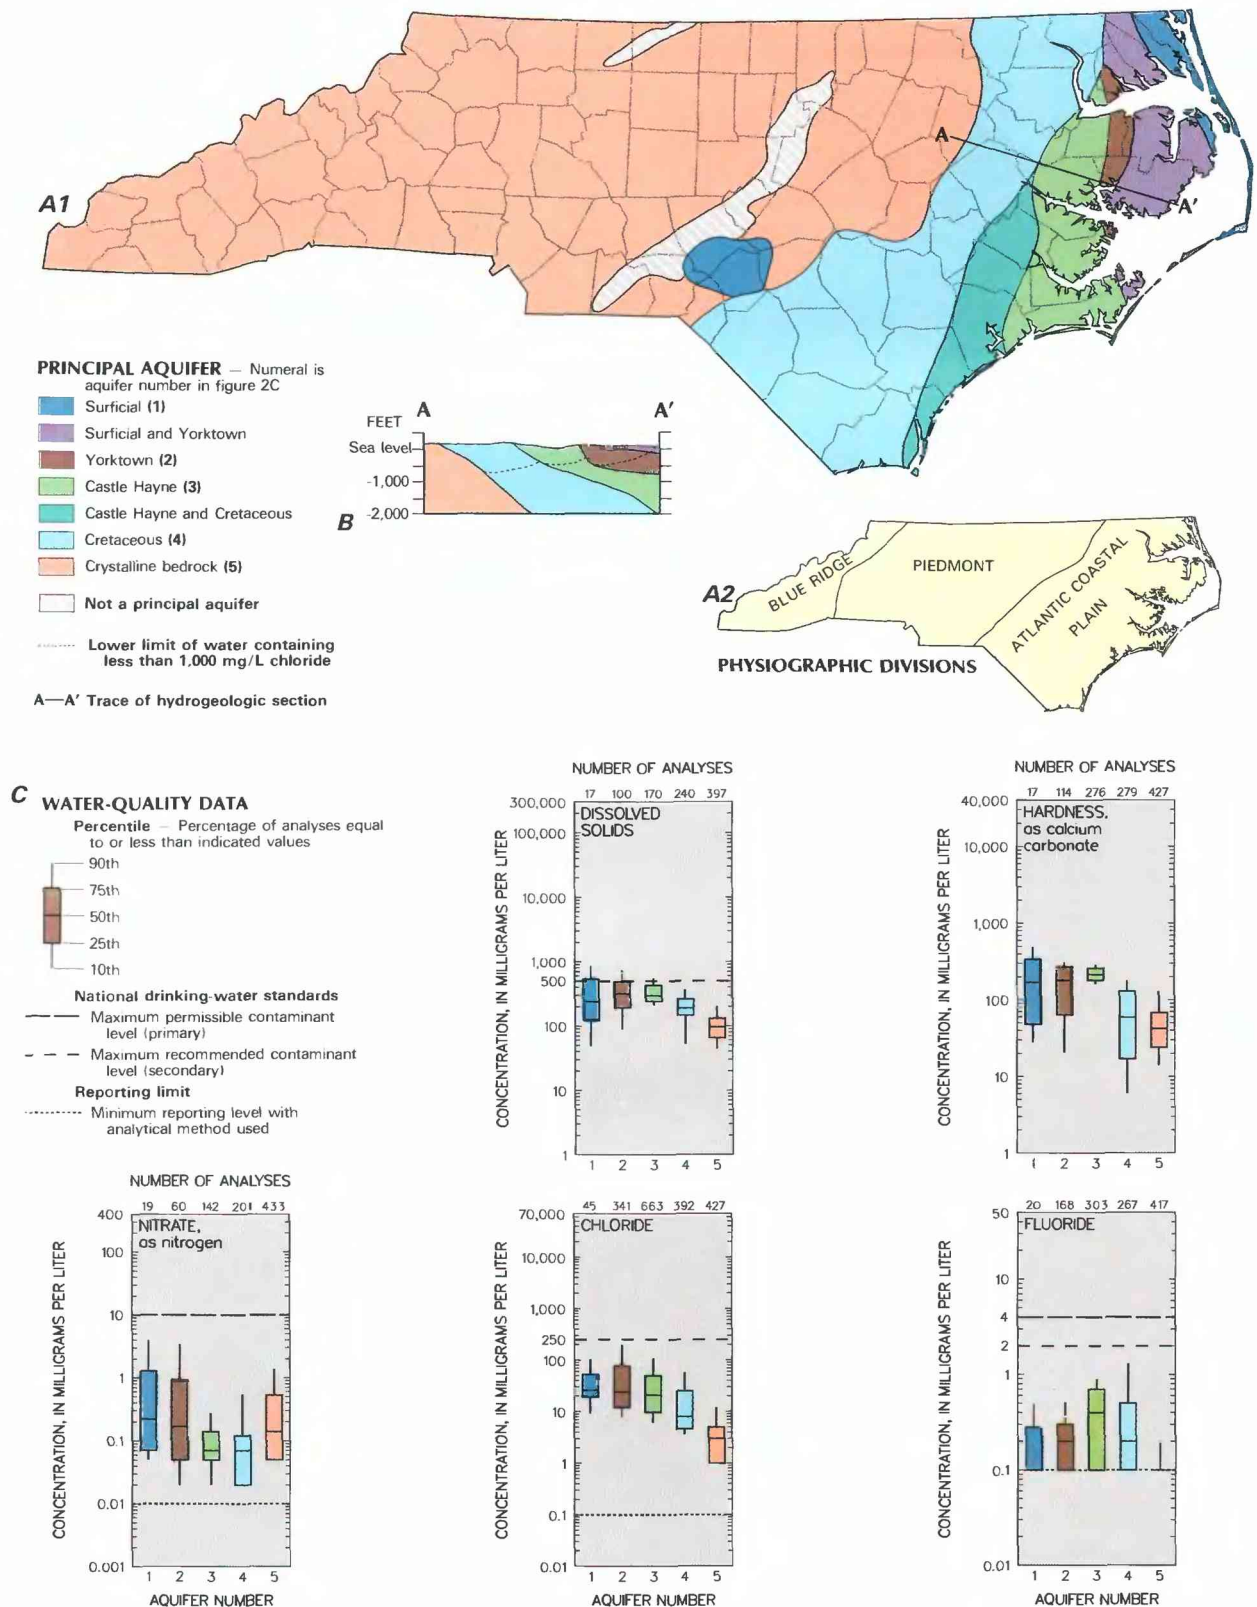 A1
A
A'
PRINCIPAL AQUIFER — Numeral is
aquifer number in figure 2C
Surficial (1)
Surficial and Yorktown
Yorktown (2)
Castle Hayne (3)
Castle Hayne and Cretaceous
Cretaceous (4)
Crystalline bedrock (5)
Not a principal aquifer
Lower limit of water containing
less than 1,000 mg/L chloride
A—A' Trace of hydrogeologic section
FEET
A
A'
Sea level
-1,000
-2,000
B
A2
BLUE RIDGE
PIEDMONT
ATLANTIC COASTAL
PLAIN
PHYSIOGRAPHIC DIVISIONS
C WATER-QUALITY DATA
Percentile — Percentage of analyses equal
to or less than indicated values
90th
75th
50th
25th
10th
National drinking-water standards
Maximum permissible contaminant
level (primary)
Maximum recommended contaminant
level (secondary)
Reporting limit
Minimum reporting level with
analytical method used
NUMBER OF ANALYSES
17 100 170 240 397
DISSOLVED
SOLIDS
CONCENTRATION, IN MILLIGRAMS PER LITER
300,000
100,000
10,000
1,000
500
100
10
1
1 2 3 4 5
NUMBER OF ANALYSES
17 114 276 279 427
HARDNESS,
as calcium
carbonate
CONCENTRATION, IN MILLIGRAMS PER LITER
40,000
10,000
1,000
100
10
1
1 2 3 4 5
NUMBER OF ANALYSES
19 60 142 201 433
NITRATE,
as nitrogen
CONCENTRATION, IN MILLIGRAMS PER LITER
400
100
10
1
0.1
0.01
0.001
1 2 3 4 5
AQUIFER NUMBER
45 341 663 392 427
CHLORIDE
CONCENTRATION, IN MILLIGRAMS PER LITER
70,000
10,000
1,000
250
100
10
1
0.1
0.01
1 2 3 4 5
AQUIFER NUMBER
20 168 303 267 417
FLUORIDE
CONCENTRATION, IN MILLIGRAMS PER LITER
50
10
4
2
1
0.1
0.01
1 2 3 4 5
AQUIFER NUMBER